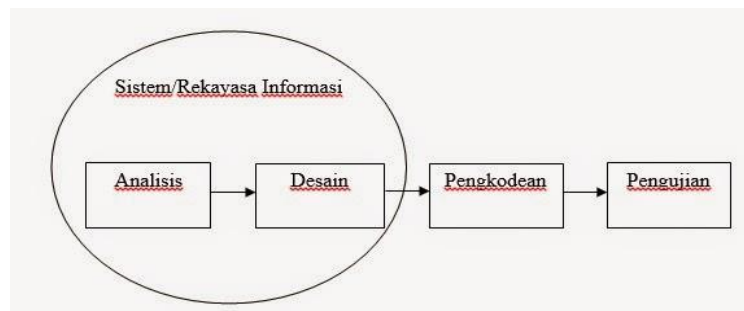 Sistem/Rekayasa Informasi
Analisis
Desain
Pengkodean
Pengujian